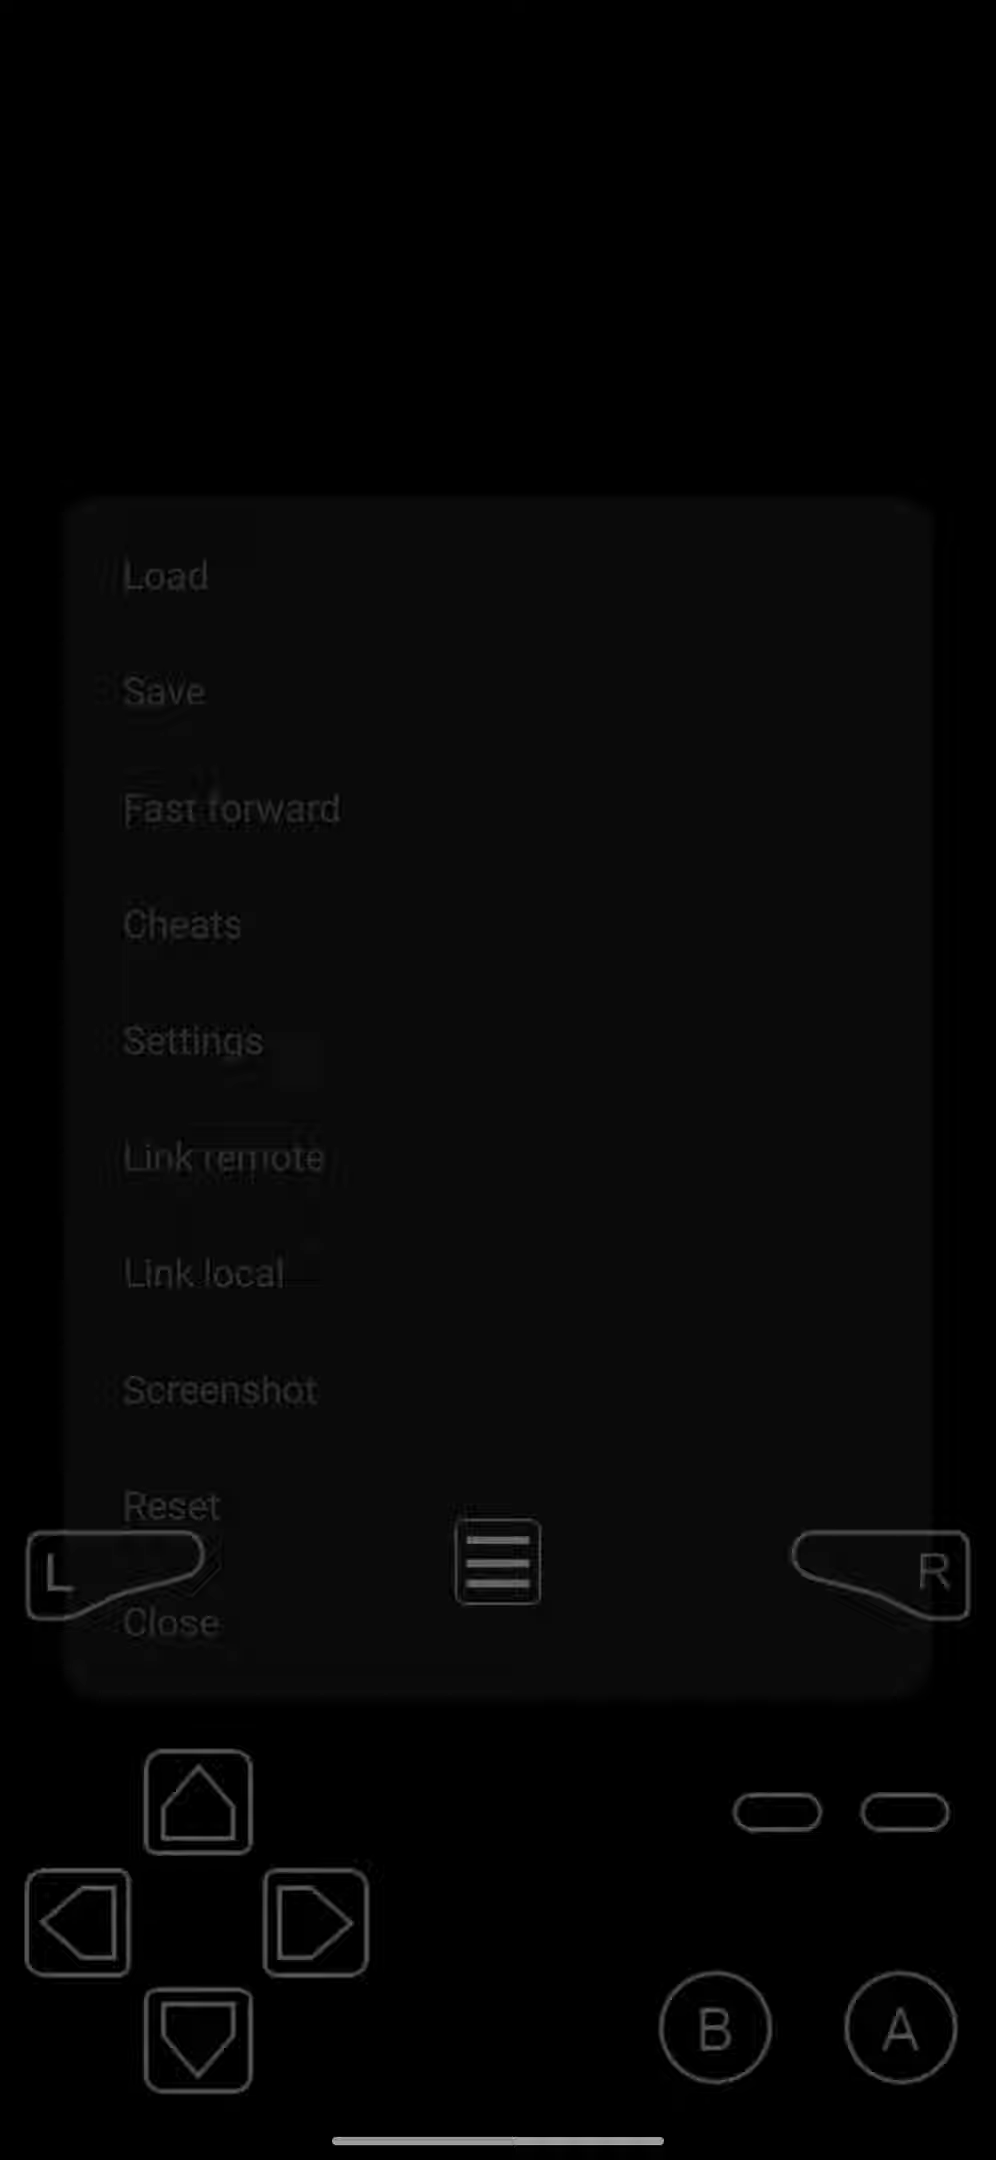 Load
Save
Fast forward
Cheats
Settings
Link remote
Link local
Screenshot
Reset
L
R
Close
B
A